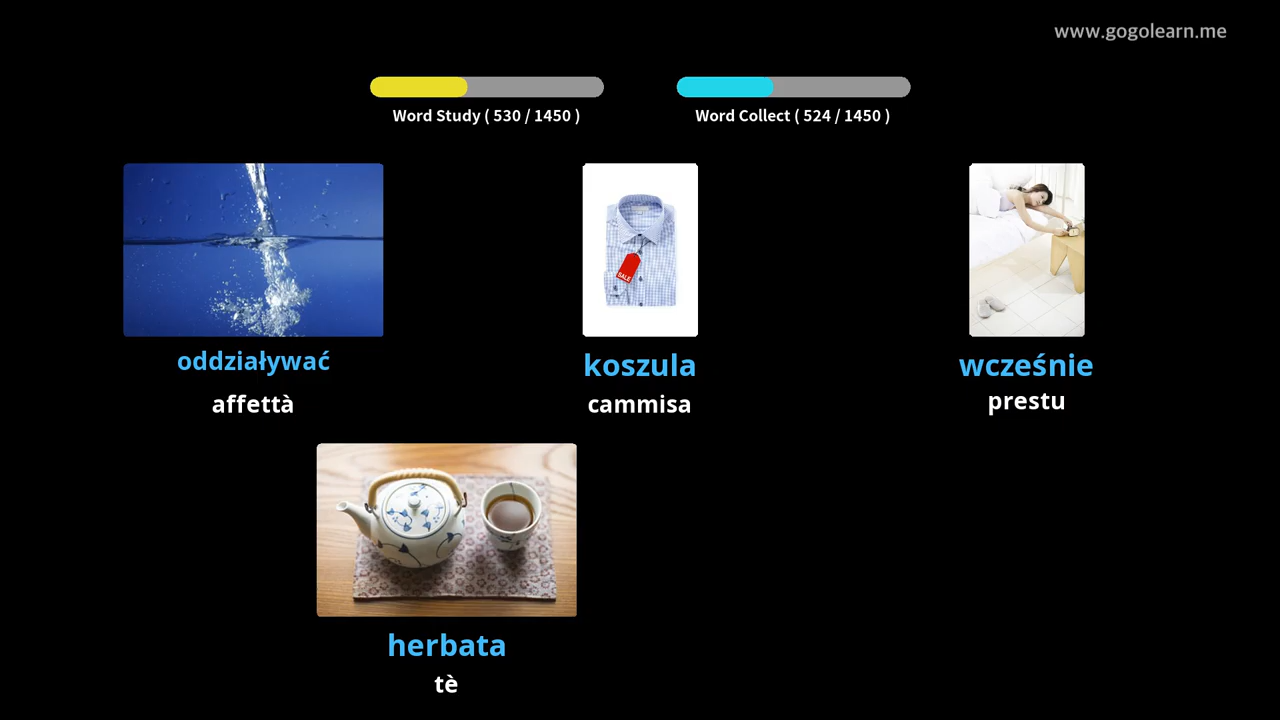 www.gogolearn.me
Word Study ( 530 / 1450 )
Word Collect ( 524 / 1450 )
SALE
oddziaływać
affettà
koszula
cammisa
wcześnie
prestu
herbata
tè